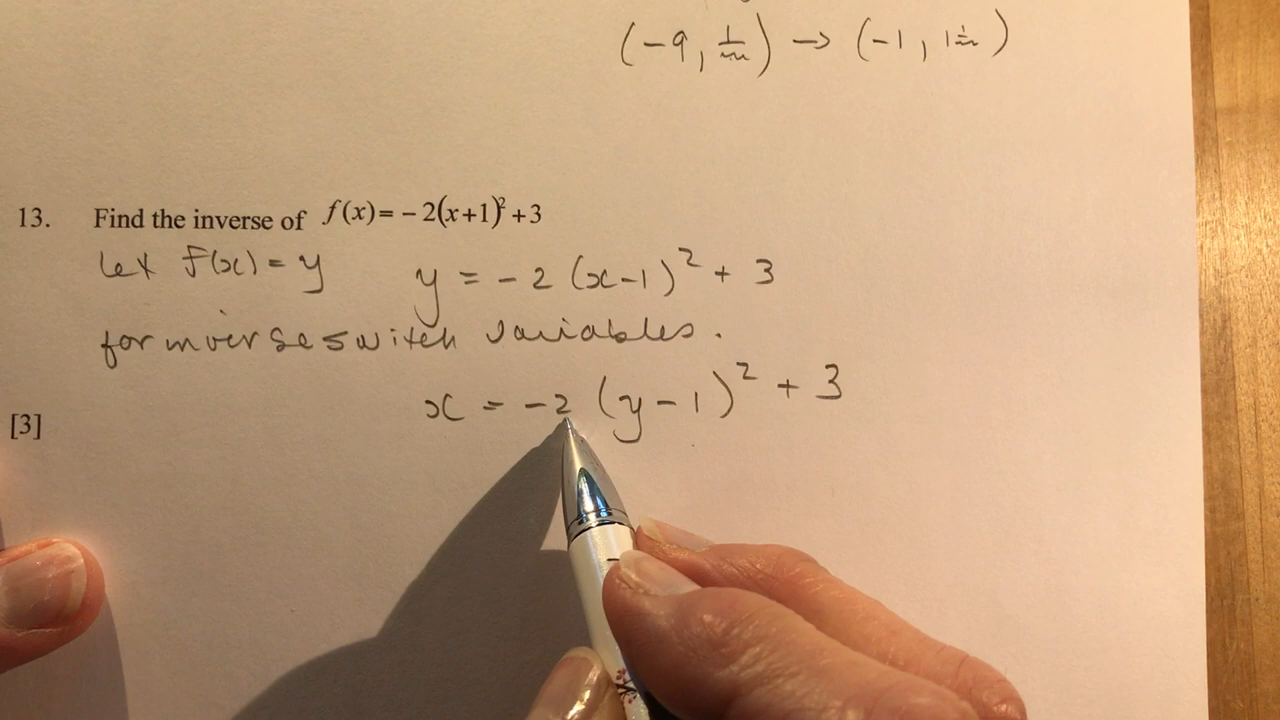 (-9, 1/m) → (-1, 1 1/m)
13. Find the inverse of f(x) = -2(x+1)² + 3
Let f(x) = y y = -2(x-1)² + 3
for inverse switch variables.
x = -2(y-1)² + 3
[3]